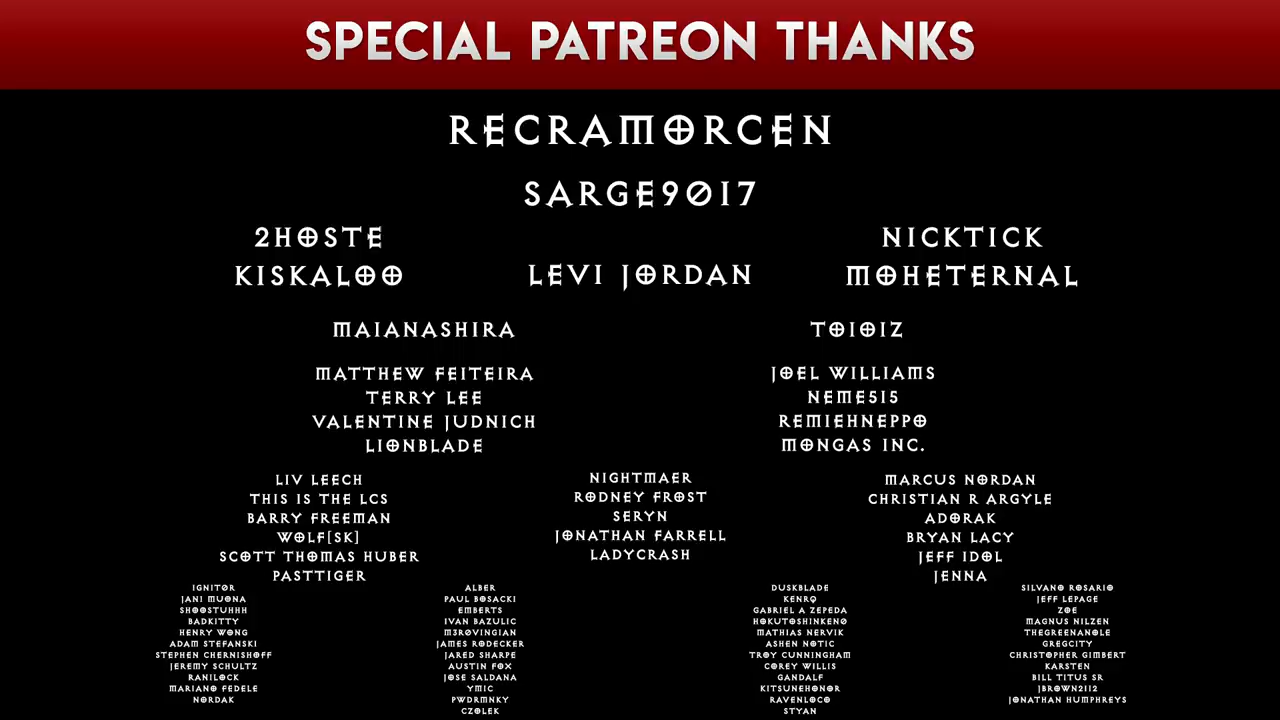 SPECIAL PATREON THANKS
RECRAMORCEN
SARGE9017
2HOSTE
KISKALOO
LEVI JORDAN
NICKTICK
MOHETERNAL
MAIANASHIRA
TOIOIZ
MATTHEW FEITEIRA
TERRY LEE
VALENTINE JUDNICH
LIONBLADE
JOEL WILLIAMS
NEME515
REMIEHNEPPO
MONGAS INC.
LIV LEECH
THIS IS THE LCS
BARRY FREEMAN
WOLF[SK]
SCOTT THOMAS HUBER
PASTTIGER
NIGHTMAER
RODNEY FROST
SERYN
JONATHAN FARRELL
LADYCRASH
MARCUS NORDAN
CHRISTIAN R ARGYLE
ADORAK
BRYAN LACY
JEFF IDOL
JENNA
IGNITOR
JANI MUONA
SHOOSTUHHH
BADKITTY
HENRY WONG
ADAM STEFANSKI
STEPHEN CHERNISHOFF
JEREMY SCHULTZ
RANILOCK
MARIANO FEDELE
NORDAK
ALBER
PAUL BOSACKI
EMBERTS
IVAN BAZULIC
M3ROVINGIAN
JAMES RODECKER
JARED SHARPE
AUSTIN FOX
JOSE SALDANA
YMIC
PWDRMNKY
CZOLEK
DUSKBLADE
KENRQ
GABRIEL A ZEPEDA
HOKUTOSHINKEN0
MATHIAS NERVIK
ASHEN NOTIC
TROY CUNNINGHAM
COREY WILLIS
GANDALF
KITSUNEHONOR
RAVENLOCO
STYAN
SILVANO ROSARIO
JEFF LEPAGE
ZOE
MAGNUS NILZEN
THEGREENANOLE
GREGCITY
CHRISTOPHER GIMBERT
KARSTEN
BILL TITUS SR
JBROWN2112
JONATHAN HUMPHREYS